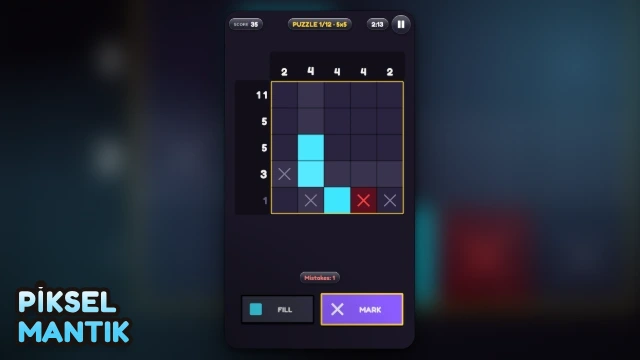 SCORE 35
PUZZLE 1/12 · 5x5
2:13
2 4 4 4 2
1 1
5
5
3
1
Mistakes: 1
FILL
MARK
PİKSEL
MANTIK